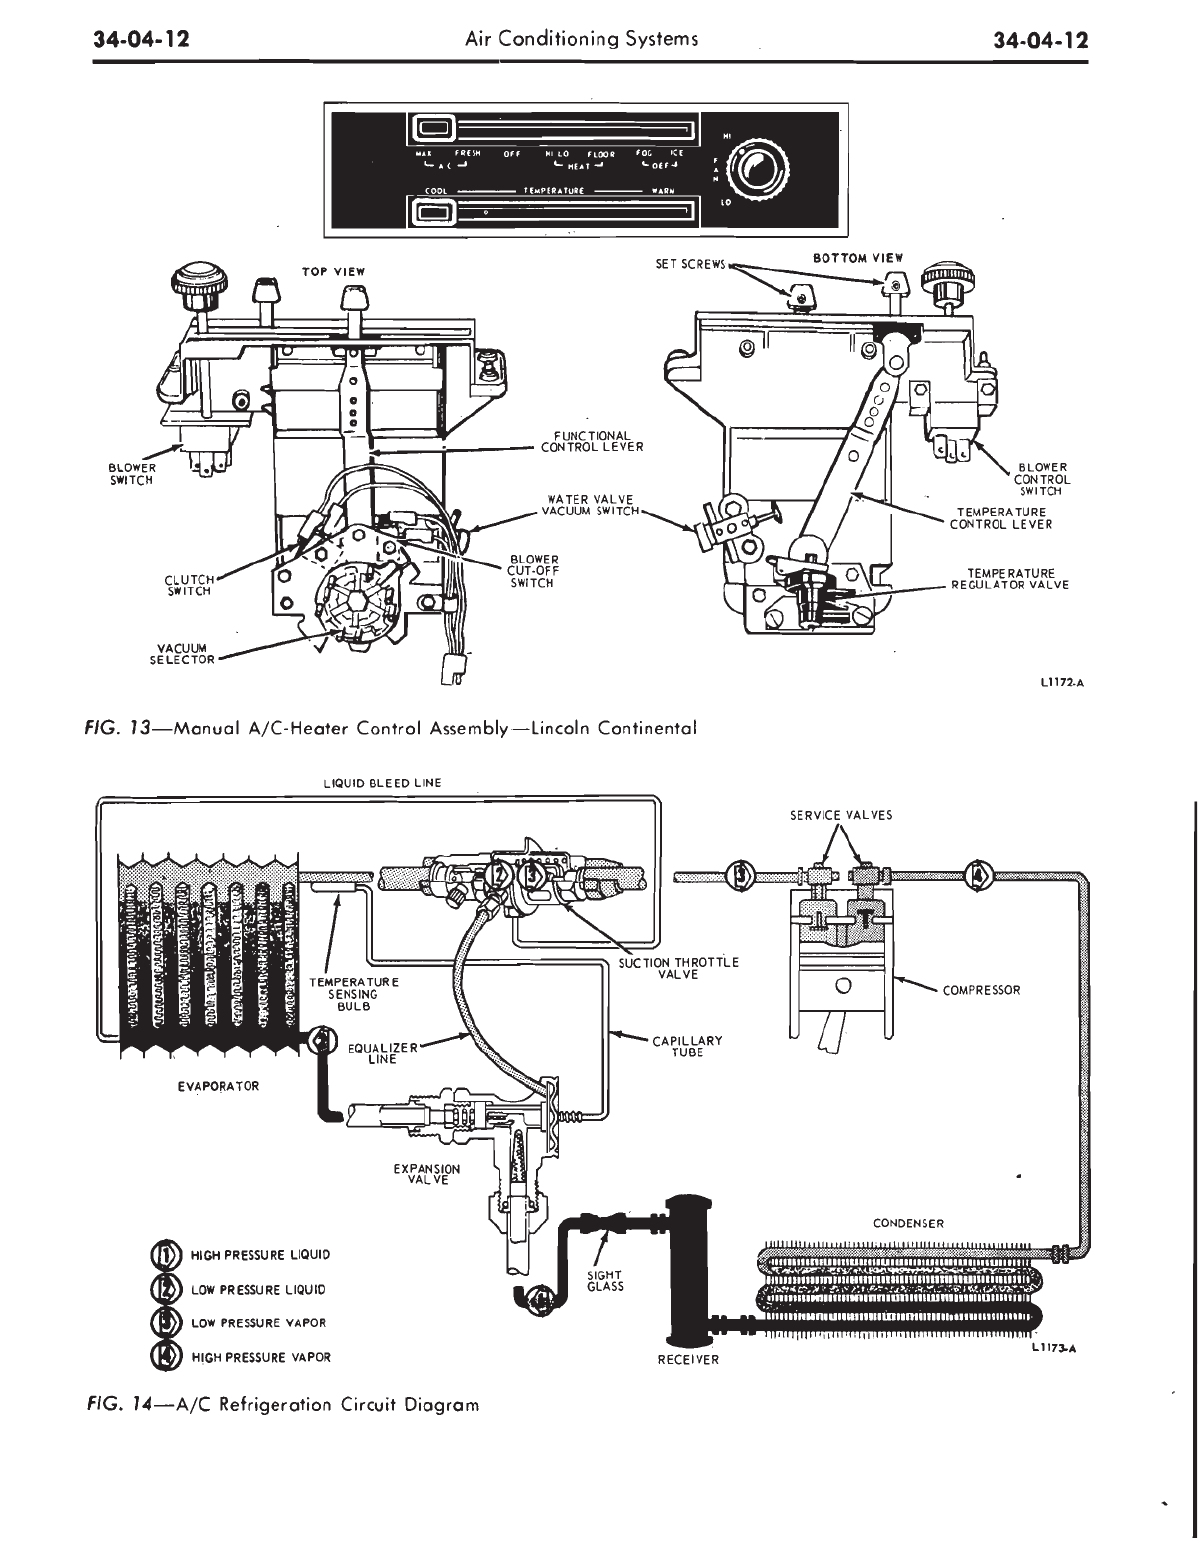 34-04-12 Air Conditioning Systems 34-04-12
HI
MAX FRESH OFF HI LO FLOOR FOG ICE
A/C HEAT DEF
FAN
COOL TEMPERATURE WARM
LO
TOP VIEW
SET SCREWS
BOTTOM VIEW
FUNCTIONAL
CONTROL LEVER
BLOWER
SWITCH
BLOWER
CONTROL
SWITCH
WATER VALVE
VACUUM SWITCH
TEMPERATURE
CONTROL LEVER
BLOWER
CUT-OFF
SWITCH
CLUTCH
SWITCH
TEMPERATURE
REGULATOR VALVE
VACUUM
SELECTOR
L1172-A
FIG. 13—Manual A/C-Heater Control Assembly—Lincoln Continental
LIQUID BLEED LINE
SERVICE VALVES
2
3
3
4
SUCTION THROTTLE
VALVE
TEMPERATURE
SENSING
BULB
COMPRESSOR
CAPILLARY
TUBE
EQUALIZER
LINE
EVAPORATOR
EXPANSION
VALVE
CONDENSER
1 HIGH PRESSURE LIQUID
2 LOW PRESSURE LIQUID
3 LOW PRESSURE VAPOR
4 HIGH PRESSURE VAPOR
SIGHT
GLASS
RECEIVER
L1173-A
FIG. 14—A/C Refrigeration Circuit Diagram